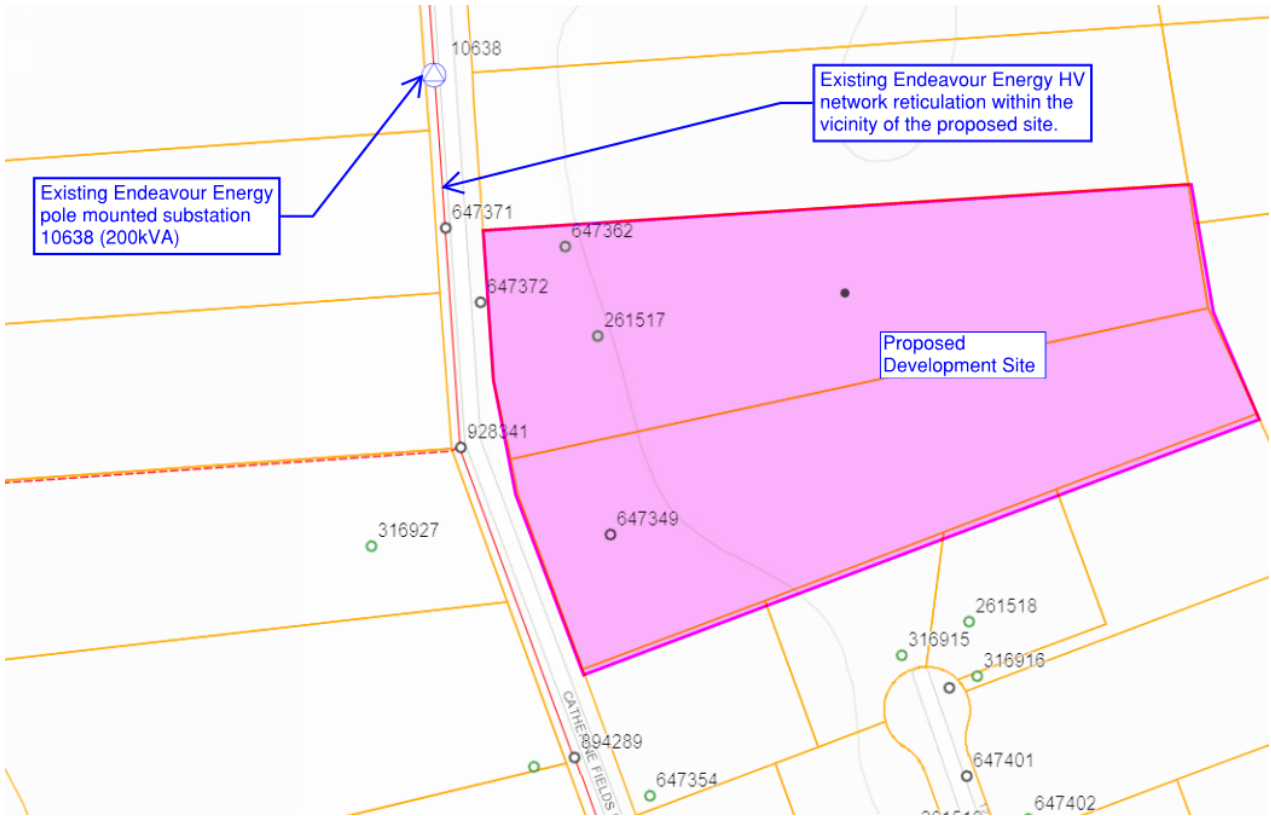 10638
Existing Endeavour Energy HV
network reticulation within the
vicinity of the proposed site.
Existing Endeavour Energy
pole mounted substation
10638 (200kVA)
647371
647362
647372
261517
Proposed
Development Site
928341
647349
316927
261518
316915
316916
CATHERINE FIELDS
894289
647401
647354
647402